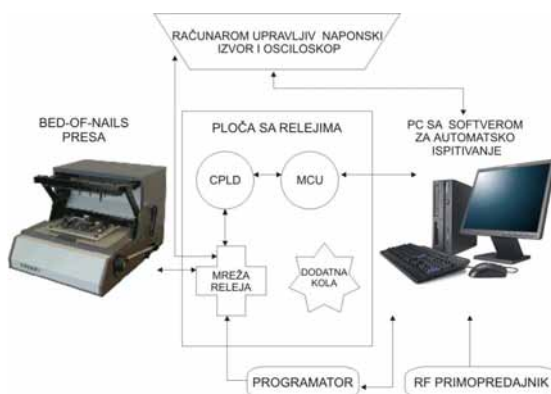 RAČUNAROM UPRAVLJIV NAPONSKI
IZVOR I OSCILOSKOP
BED-OF-NAILS
PRESA
PLOČA SA RELEJIMA
PC SA SOFTVEROM
ZA AUTOMATSKO
ISPITIVANJE
CPLD
MCU
MREŽA
RELEJA
DODATNA
KOLA
PROGRAMATOR
RF PRIMOPREDAJNIK